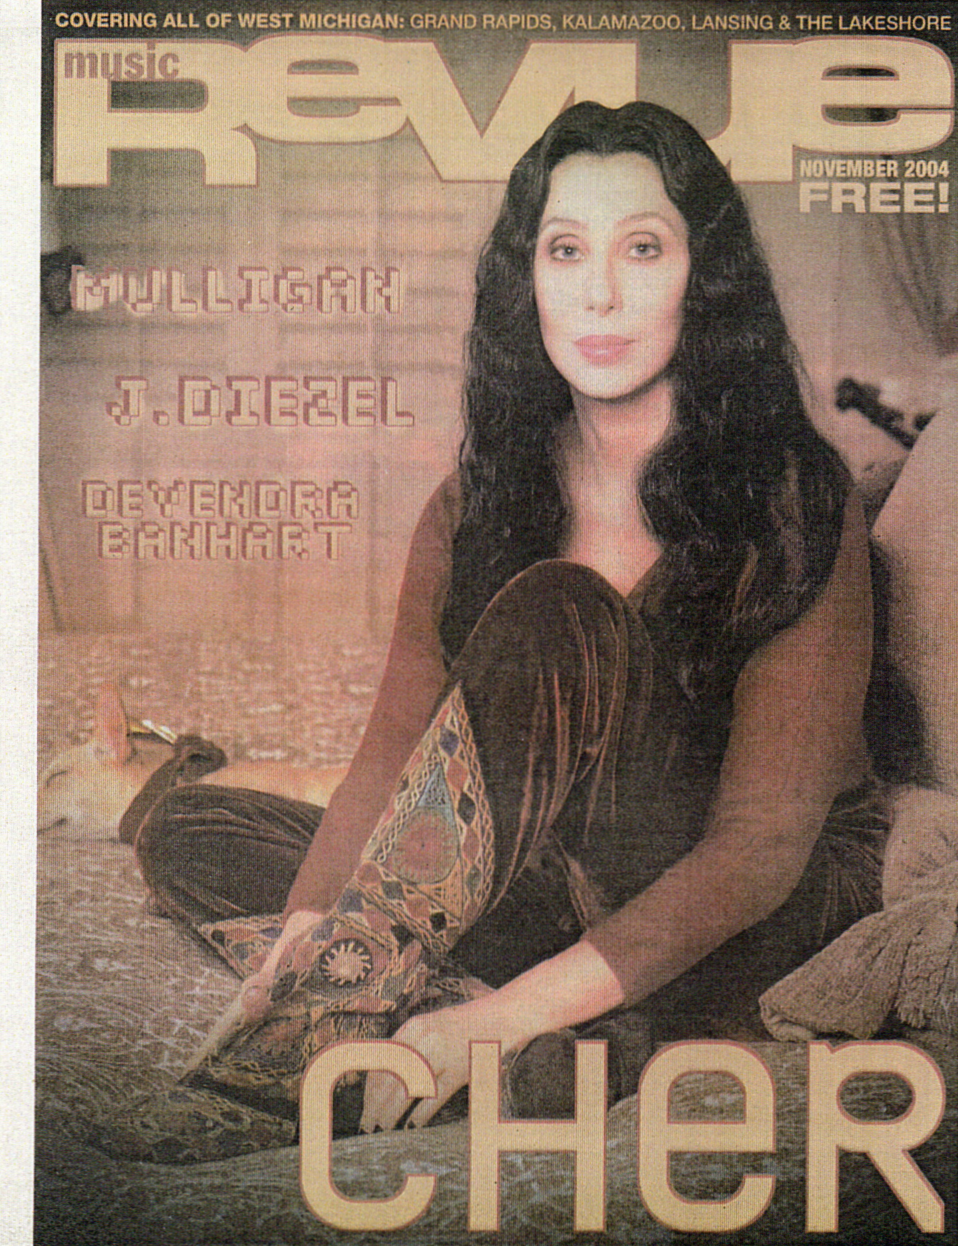 COVERING ALL OF WEST MICHIGAN: GRAND RAPIDS, KALAMAZOO, LANSING & THE LAKESHORE
music
Revue
NOVEMBER 2004
FREE!
MULLIGAN
J.DIEZEL
DEVENDRA
BANHART
CHer